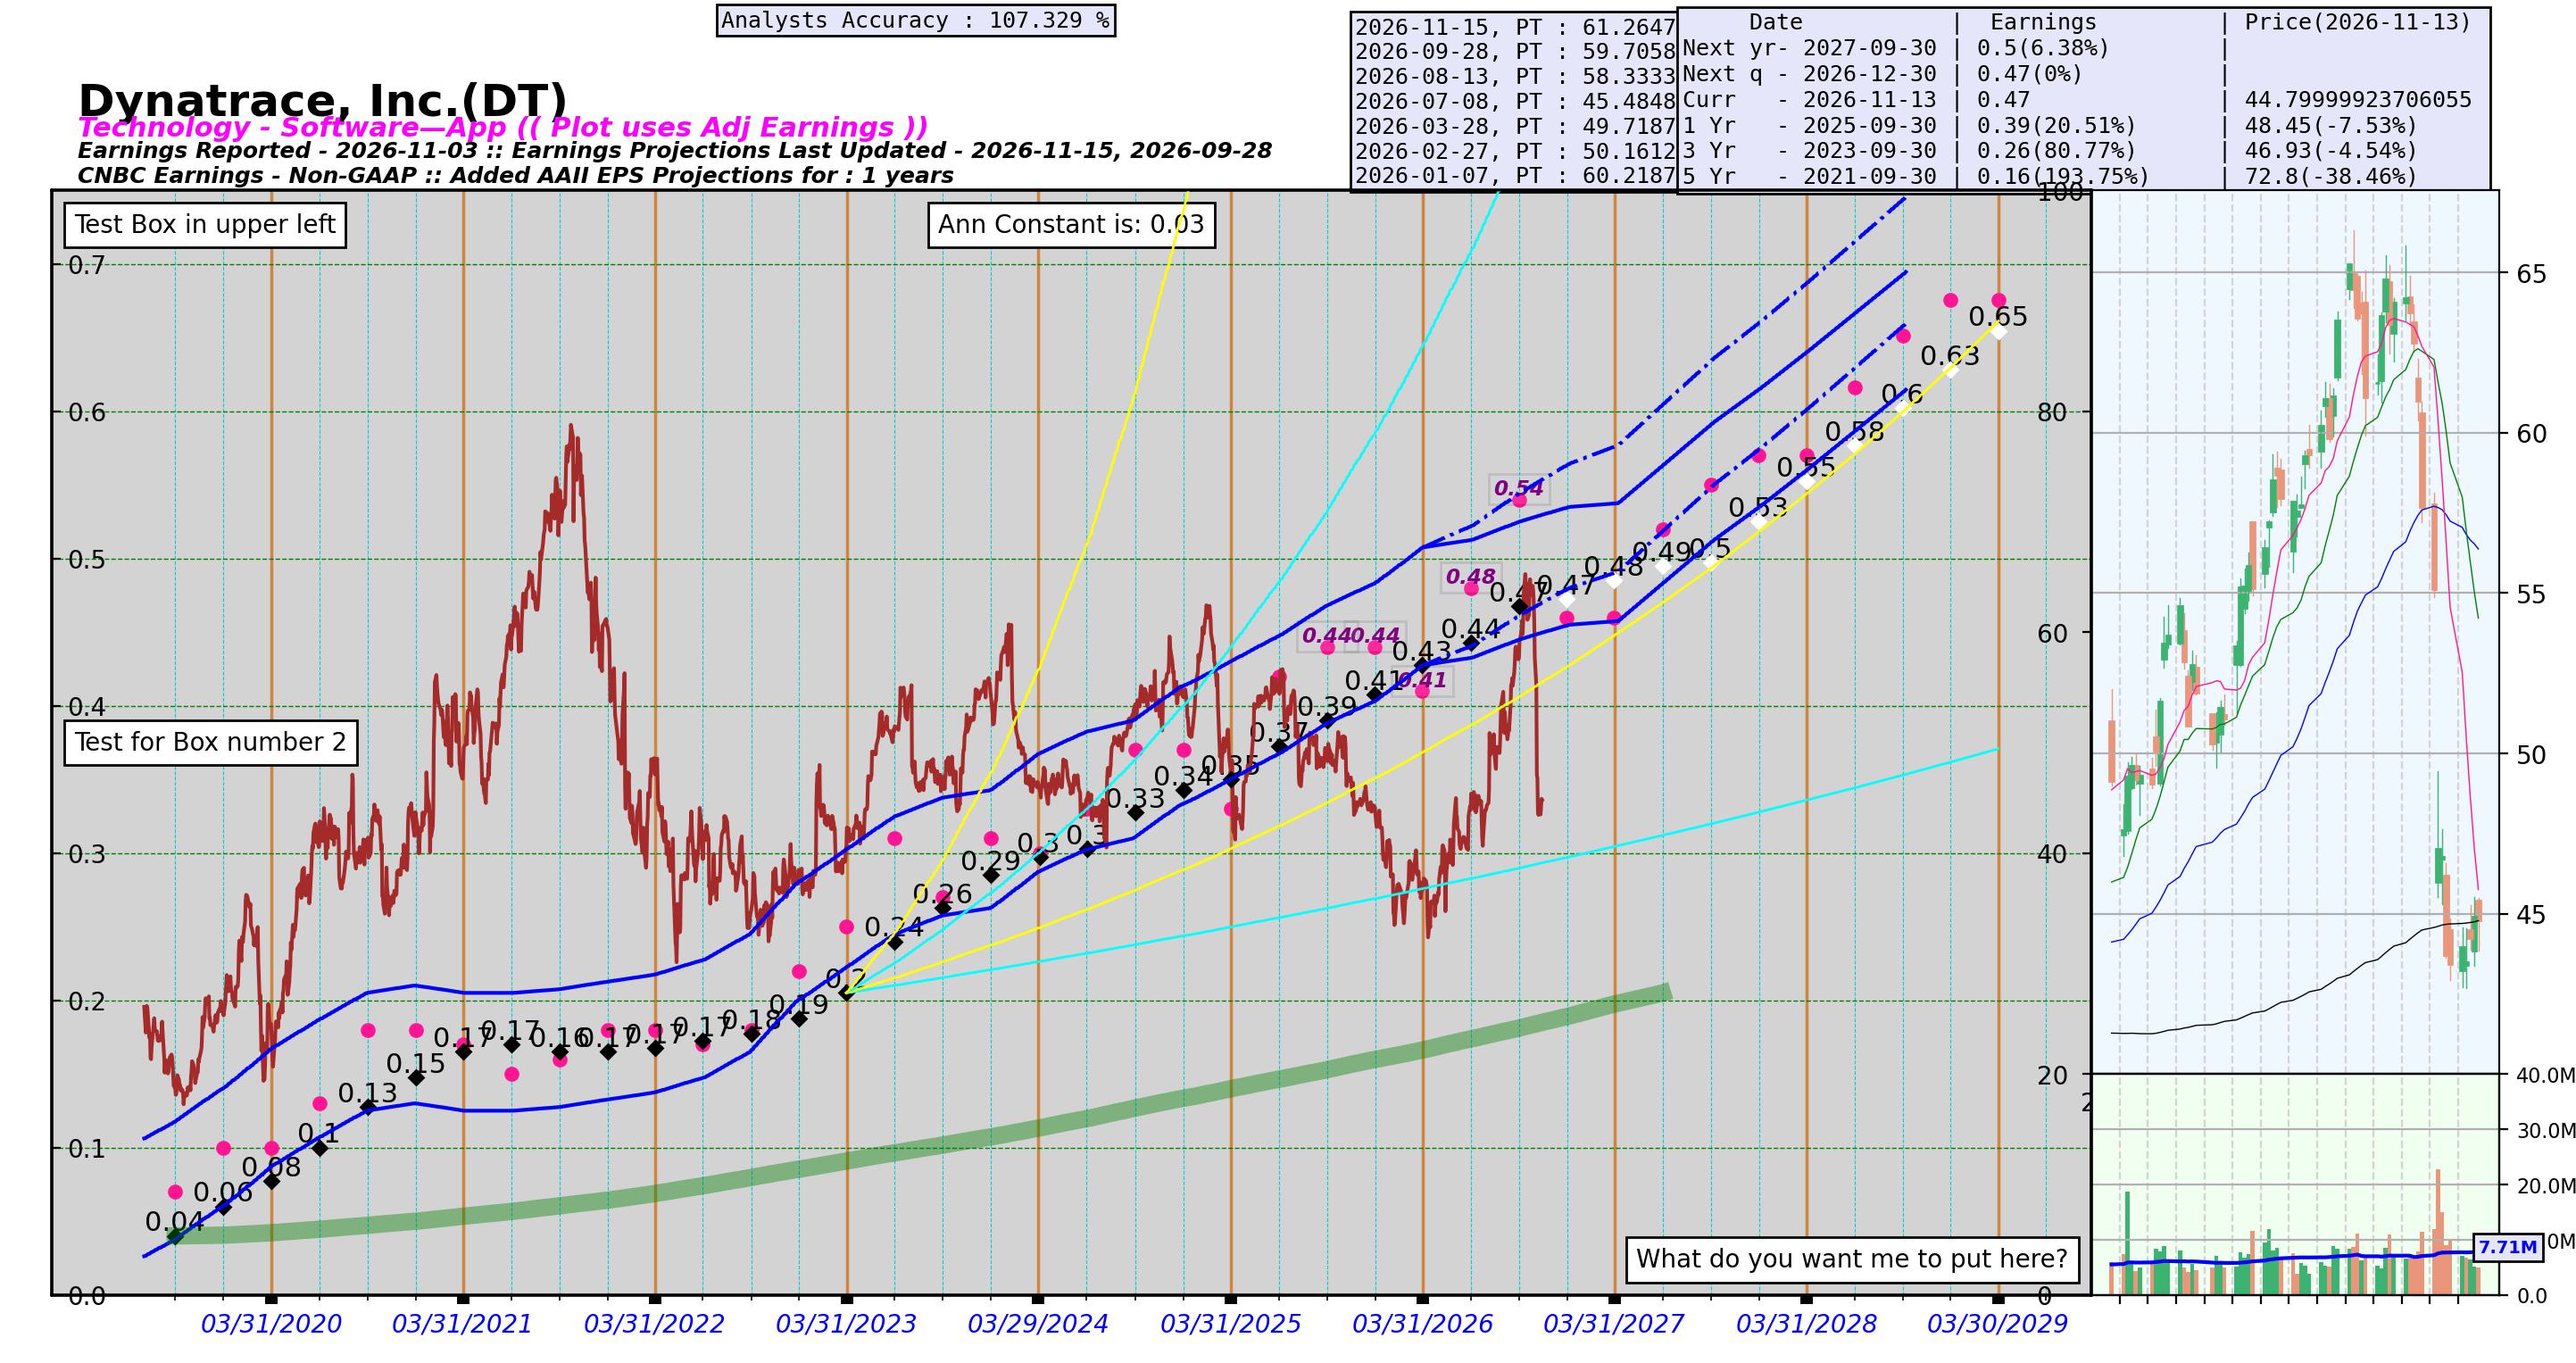 Analysts Accuracy : 107.329 %
2026-11-15, PT : 61.2647
2026-09-28, PT : 59.7058
2026-08-13, PT : 58.3333
2026-07-08, PT : 45.4848
2026-03-28, PT : 49.7187
2026-02-27, PT : 50.1612
2026-01-07, PT : 60.2187
Date | Earnings | Price(2026-11-13)
Next yr- 2027-09-30 | 0.5(6.38%) |
Next q - 2026-12-30 | 0.47(0%) |
Curr - 2026-11-13 | 0.47 | 44.79999923706055
1 Yr - 2025-09-30 | 0.39(20.51%) | 48.45(-7.53%)
3 Yr - 2023-09-30 | 0.26(80.77%) | 46.93(-4.54%)
5 Yr - 2021-09-30 | 0.16(193.75%) | 72.8(-38.46%)
Dynatrace, Inc.(DT)
Technology - Software—App (( Plot uses Adj Earnings ))
Earnings Reported - 2026-11-03 :: Earnings Projections Last Updated - 2026-11-15, 2026-09-28
CNBC Earnings - Non-GAAP :: Added AAII EPS Projections for : 1 years
Test Box in upper left
Ann Constant is: 0.03
Test for Box number 2
What do you want me to put here?
0.7
0.6
0.5
0.4
0.3
0.2
0.1
0.0
0.04
0.06
0.08
0.1
0.13
0.15
0.17
0.17
0.16
0.17
0.17
0.17
0.18
0.19
0.2
0.24
0.26
0.29
0.3
0.3
0.33
0.34
0.35
0.37
0.39
0.41
0.43
0.44
0.47
0.47
0.48
0.49
0.5
0.53
0.55
0.58
0.6
0.63
0.65
0.44
0.44
0.41
0.48
0.54
100
80
60
40
20
0
65
60
55
50
45
40.0M
30.0M
20.0M
0M
7.71M
0.0
2
03/31/2020
03/31/2021
03/31/2022
03/31/2023
03/29/2024
03/31/2025
03/31/2026
03/31/2027
03/31/2028
03/30/2029